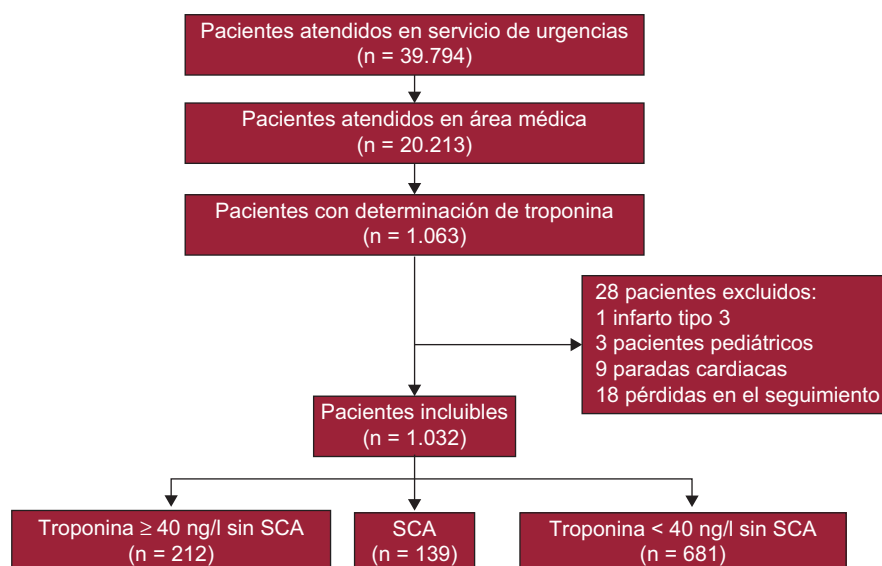 Pacientes atendidos en servicio de urgencias
(n = 39.794)
Pacientes atendidos en área médica
(n = 20.213)
Pacientes con determinación de troponina
(n = 1.063)
28 pacientes excluidos:
1 infarto tipo 3
3 pacientes pediátricos
9 paradas cardiacas
18 pérdidas en el seguimiento
Pacientes incluibles
(n = 1.032)
Troponina ≥ 40 ng/l sin SCA
(n = 212)
SCA
(n = 139)
Troponina < 40 ng/l sin SCA
(n = 681)